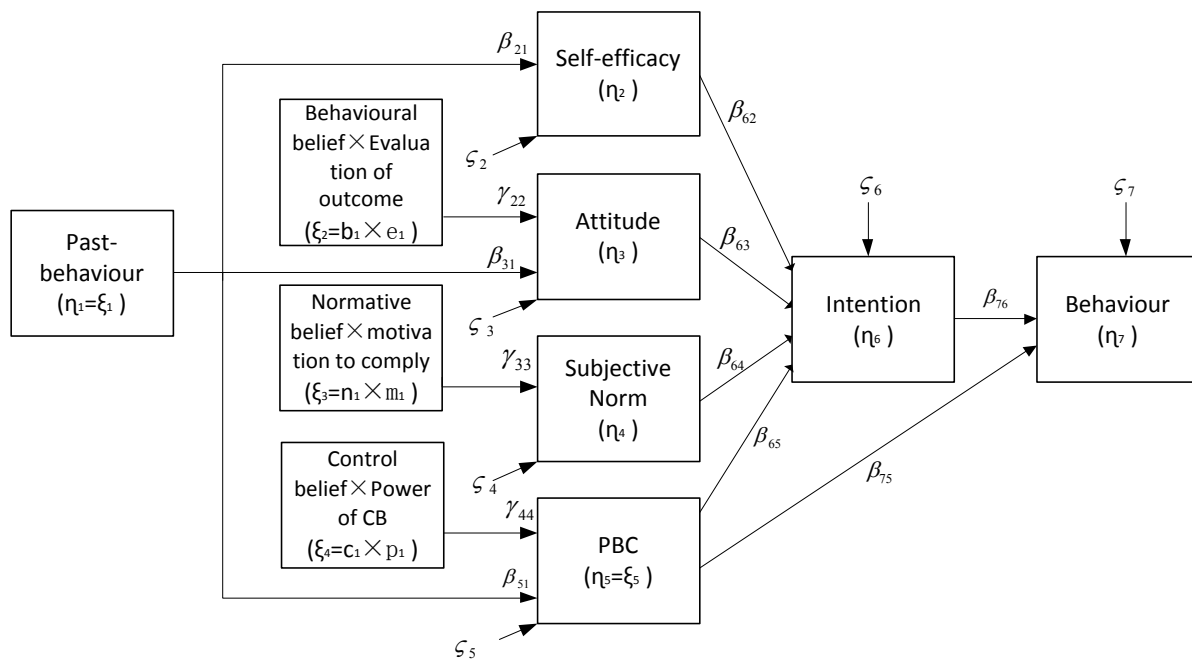 Past-
behaviour
(η₁=ξ₁)
Behavioural
belief×Evalua
tion of
outcome
(ξ₂=b₁×e₁)
Normative
belief×motiva
tion to comply
(ξ₃=n₁×m₁)
Control
belief×Power
of CB
(ξ₄=c₁×p₁)
β₂₁
γ₂₂
β₃₁
γ₃₃
γ₄₄
β₅₁
ς₂
ς₃
ς₄
ς₅
Self-efficacy
(η₂)
Attitude
(η₃)
Subjective
Norm
(η₄)
PBC
(η₅=ξ₅)
β₆₂
β₆₃
β₆₄
β₆₅
β₇₅
ς₆
Intention
(η₆)
β₇₆
ς₇
Behaviour
(η₇)